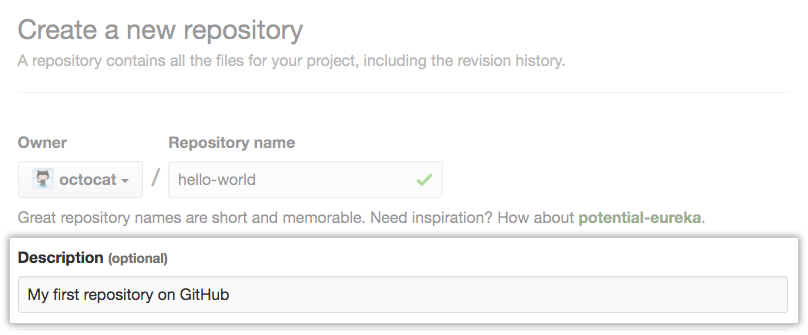 Create a new repository
A repository contains all the files for your project, including the revision history.
Owner Repository name
octocat / hello-world
Great repository names are short and memorable. Need inspiration? How about potential-eureka.
Description (optional)
My first repository on GitHub